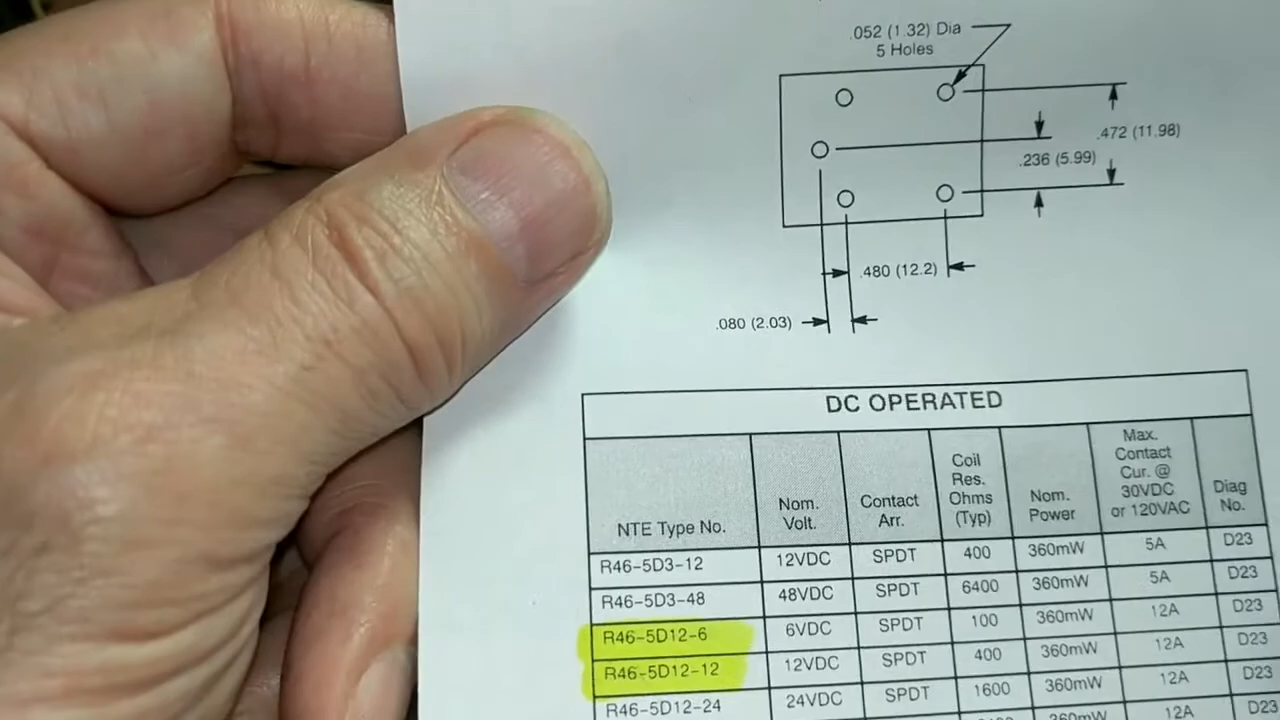 .052 (1.32) Dia
5 Holes
.472 (11.98)
.236 (5.99)
.480 (12.2)
.080 (2.03)
DC OPERATED
NTE Type No. Nom. Volt. Contact Arr. Coil Res. Ohms (Typ) Nom. Power Max. Contact Cur. @ 30VDC or 120VAC Diag No.
R46-5D3-12 12VDC SPDT 400 360mW 5A D23
R46-5D3-48 48VDC SPDT 6400 360mW 5A D23
R46-5D12-6 6VDC SPDT 100 360mW 12A D23
R46-5D12-12 12VDC SPDT 400 360mW 12A D23
R46-5D12-24 24VDC SPDT 1600 360mW 12A D23
360mW 12A D23